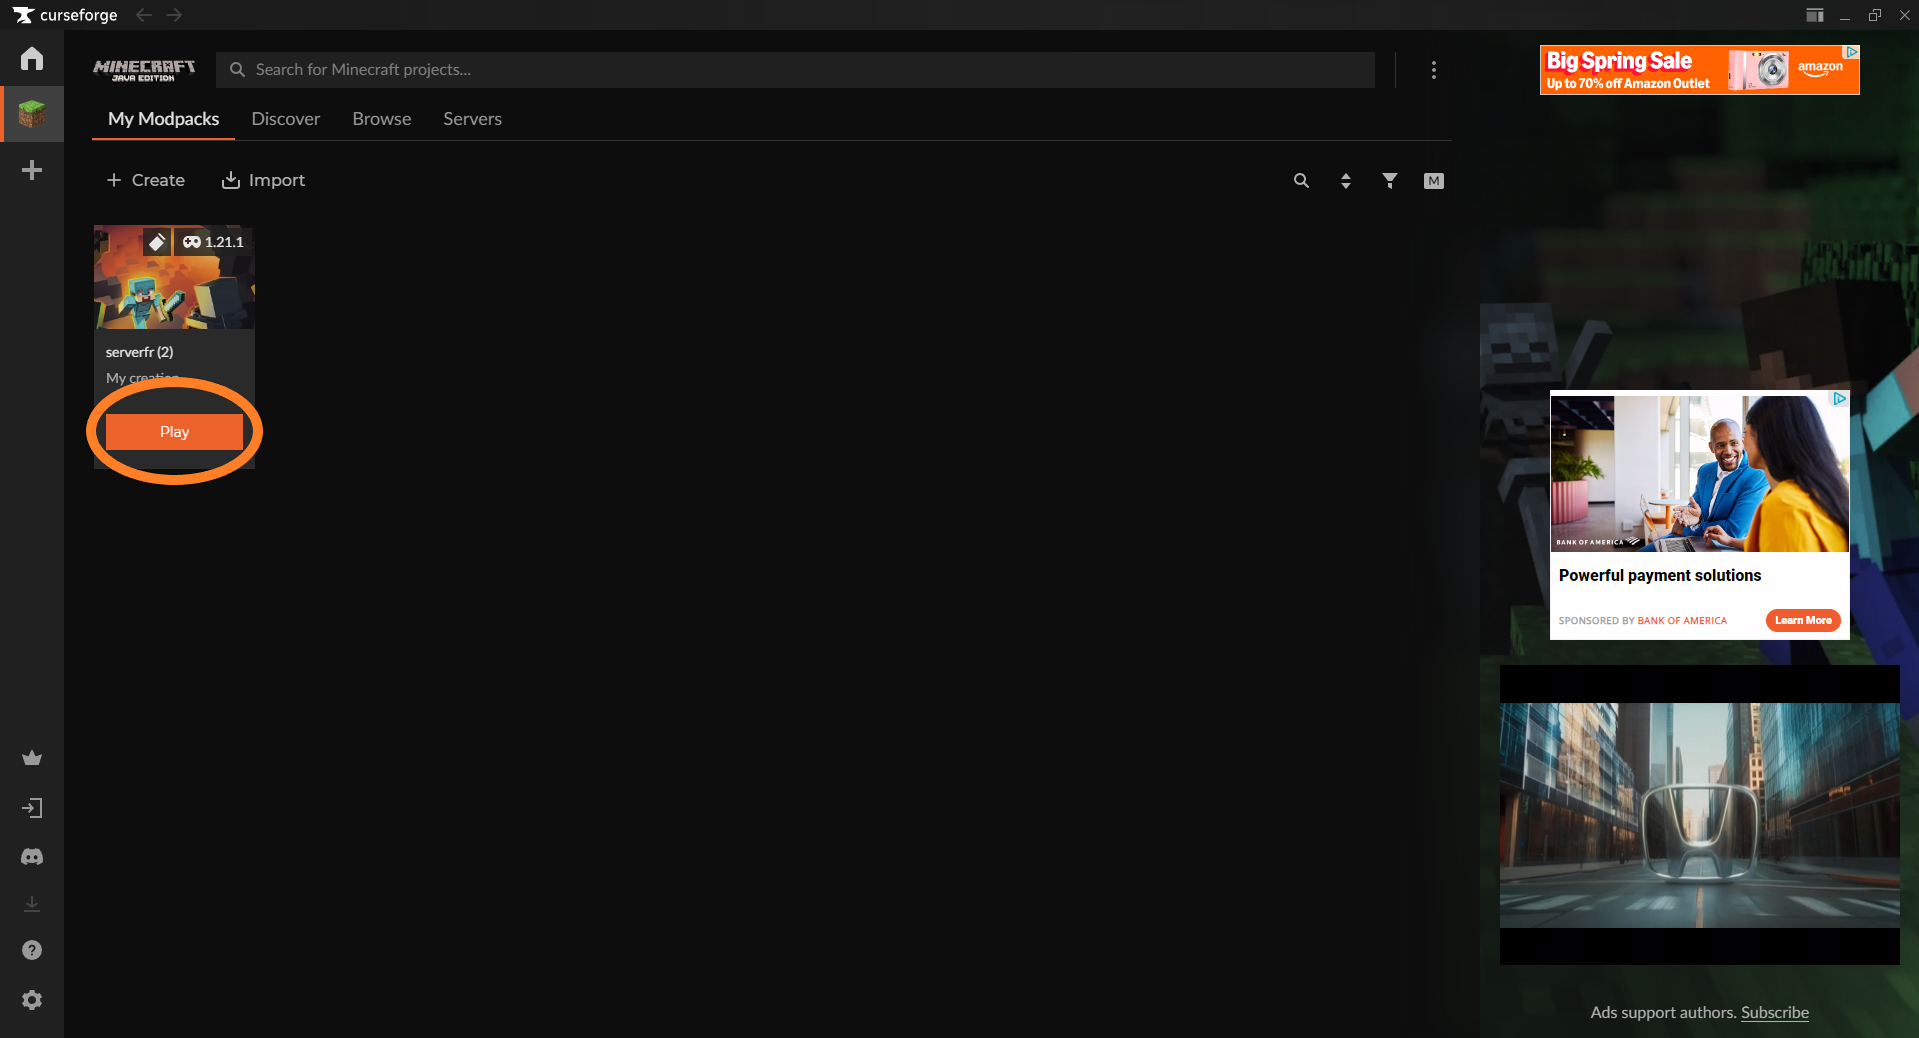 curseforge
MINECRAFT
JAVA EDITION
Search for Minecraft projects...
My Modpacks
Discover
Browse
Servers
Create
Import
M
1.21.1
serverfr (2)
My creation
Play
Big Spring Sale
Up to 70% off Amazon Outlet
amazon
BANK OF AMERICA
Powerful payment solutions
SPONSORED BY BANK OF AMERICA
Learn More
Ads support authors. Subscribe